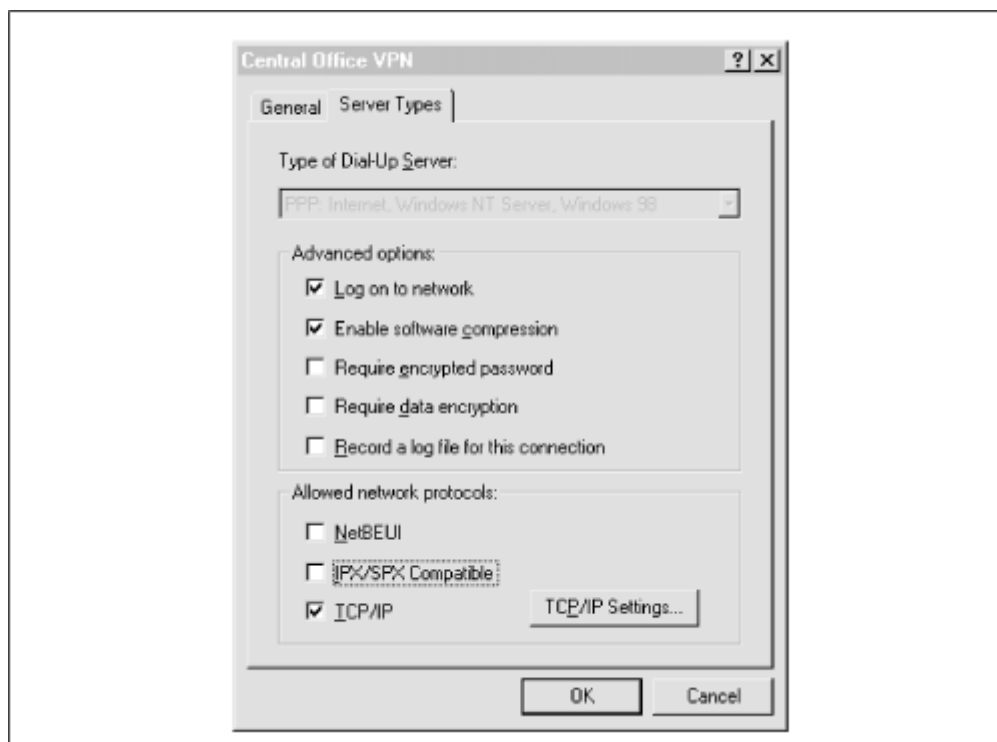 Central Office VPN
General
Server Types
Type of Dial-Up Server:
PPP: Internet, Windows NT Server, Windows 98
Advanced options:
Log on to network
Enable software compression
Require encrypted password
Require data encryption
Record a log file for this connection
Allowed network protocols:
NetBEUI
IPX/SPX Compatible
TCP/IP
TCP/IP Settings...
OK
Cancel